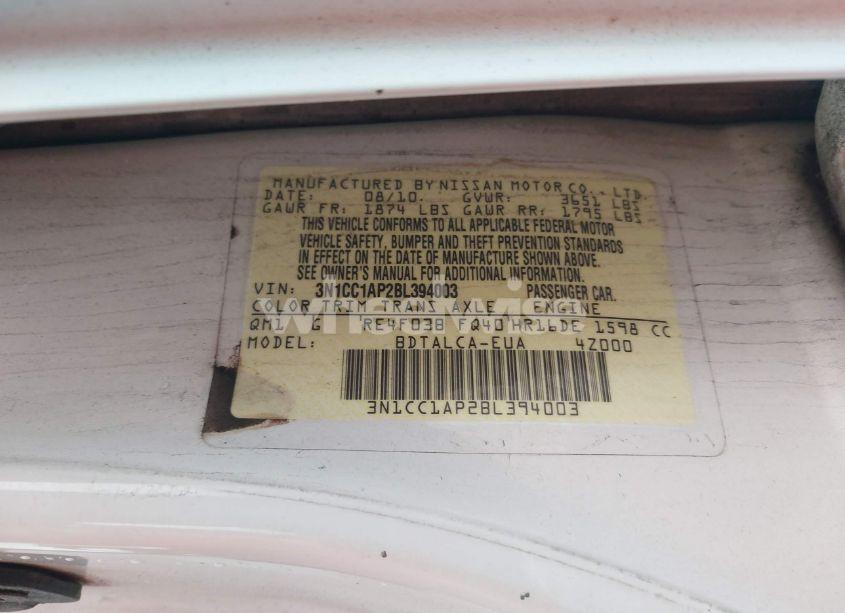 MANUFACTURED BY NISSAN MOTOR CO., LTD.
DATE: 08/10. GVWR: 3651 LBS
GAWR FR: 1874 LBS GAWR RR: 1795 LBS
THIS VEHICLE CONFORMS TO ALL APPLICABLE FEDERAL MOTOR
VEHICLE SAFETY, BUMPER AND THEFT PREVENTION STANDARDS
IN EFFECT ON THE DATE OF MANUFACTURE SHOWN ABOVE.
SEE OWNER'S MANUAL FOR ADDITIONAL INFORMATION.
VIN: 3N1CC1AP2BL394003 PASSENGER CAR.
COLOR TRIM TRANS AXLE ENGINE
QM1 G RE4F03B FQ40 HR16DE 1598 CC
MODEL: BDTALCA-EUA 4Z000
3N1CC1AP2BL394003